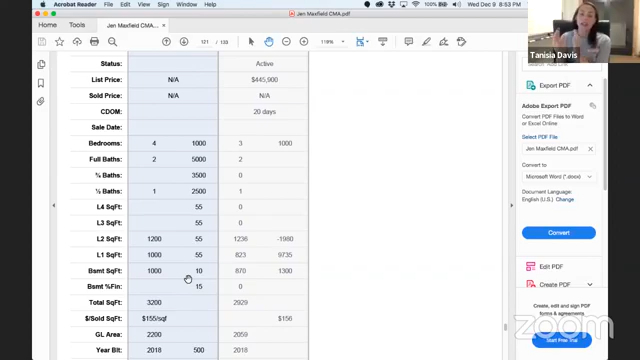 Acrobat Reader File Edit View Sign Window Help 100% Wed Dec 9 8:53 PM
Jen Maxfield CMA.pdf
Home Tools Jen Maxfield CMA.pdf ×
121 / 133 119%
Tanisia Davis
Status: Active
List Price: N/A $445,900
Sold Price: N/A N/A
CDOM: 20 days
Sale Date:
Bedrooms: 4 1000 3 1000
Full Baths: 2 5000 2
¾ Baths: 3500 0
½ Baths: 1 2500 1
L4 SqFt: 55 0
L3 SqFt: 55 0
L2 SqFt: 1200 55 1236 -1980
L1 SqFt: 1000 55 823 9735
Bsmt SqFt: 1000 10 870 1300
Bsmt %Fin: 15 0
Total SqFt: 3200 2929
$/Sold SqFt: $155/sqf $156
GL Area: 2200 2059
Year Blt: 2018 500 2018
Export PDF
Adobe Export PDF
Convert PDF Files to Word
or Excel Online
Select PDF File
Jen Maxfield CMA.pdf ×
Convert to
Microsoft Word (*.docx)
Document Language:
English (U.S.) Change
Convert
Edit PDF
Create PDF
Create, edit and sign PDF
forms & agreements
Start Free Trial
zoom